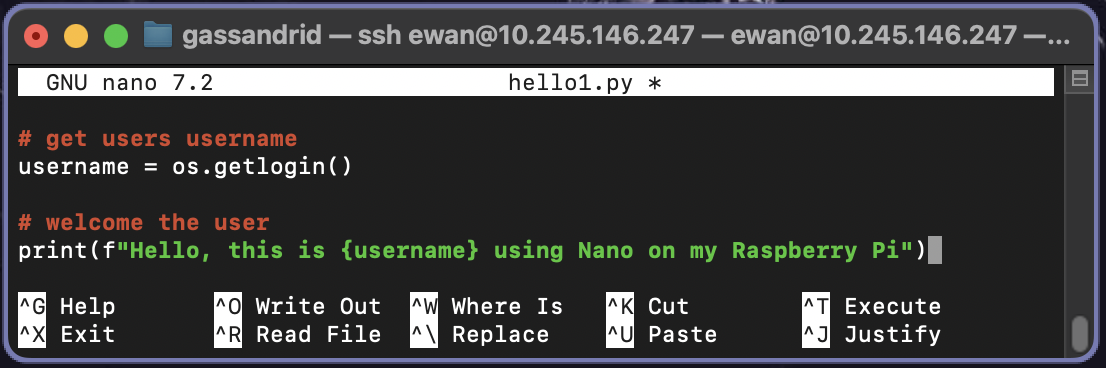 gassandrid — ssh ewan@10.245.146.247 — ewan@10.245.146.247 —...
GNU nano 7.2 hello1.py *
# get users username
username = os.getlogin()
# welcome the user
print(f"Hello, this is {username} using Nano on my Raspberry Pi")
^G Help ^O Write Out ^W Where Is ^K Cut ^T Execute
^X Exit ^R Read File ^\ Replace ^U Paste ^J Justify